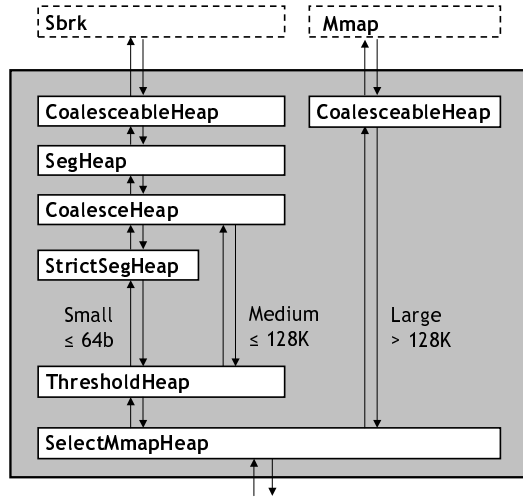 Sbrk
Mmap
CoalesceableHeap
CoalesceableHeap
SegHeap
CoalesceHeap
StrictSegHeap
Small
≤ 64b
Medium
≤ 128K
Large
> 128K
ThresholdHeap
SelectMmapHeap